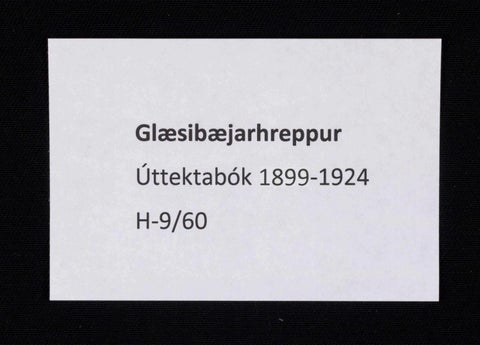 Glæsibæjarhreppur
Úttektabók 1899-1924
H-9/60